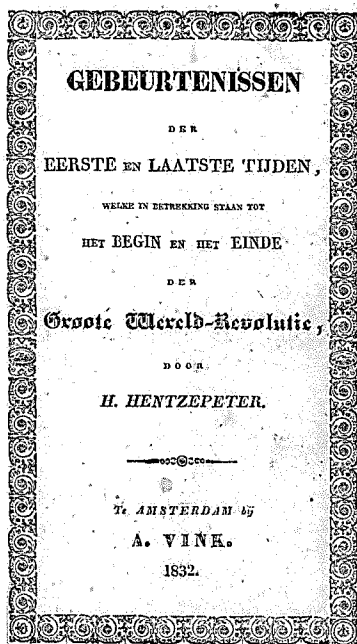 GEBEURTENISSEN
DER
EERSTE EN LAATSTE TIJDEN,
WELKE IN BETREKKING STAAN TOT
HET BEGIN EN HET EINDE
DER
Groote Wereld-Revolutie,
DOOR
H. HENTZEPETER.
Te AMSTERDAM bij
A. VINK.
1832.